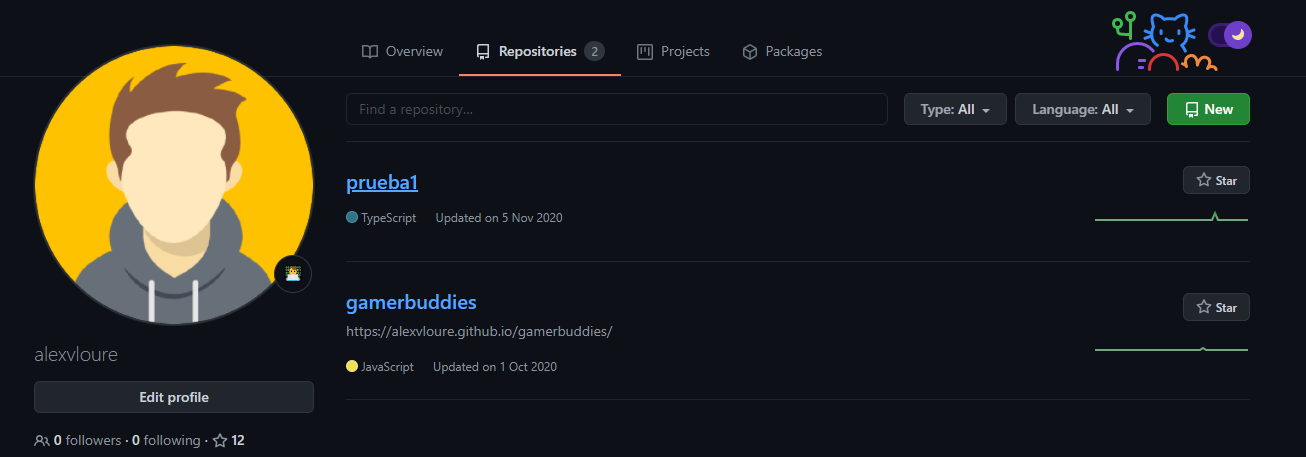 Overview Repositories 2 Projects Packages
Find a repository... Type: All Language: All New
prueba1 Star
TypeScript Updated on 5 Nov 2020
gamerbuddies Star
https://alexvloure.github.io/gamerbuddies/
JavaScript Updated on 1 Oct 2020
alexvloure
Edit profile
0 followers · 0 following · 12